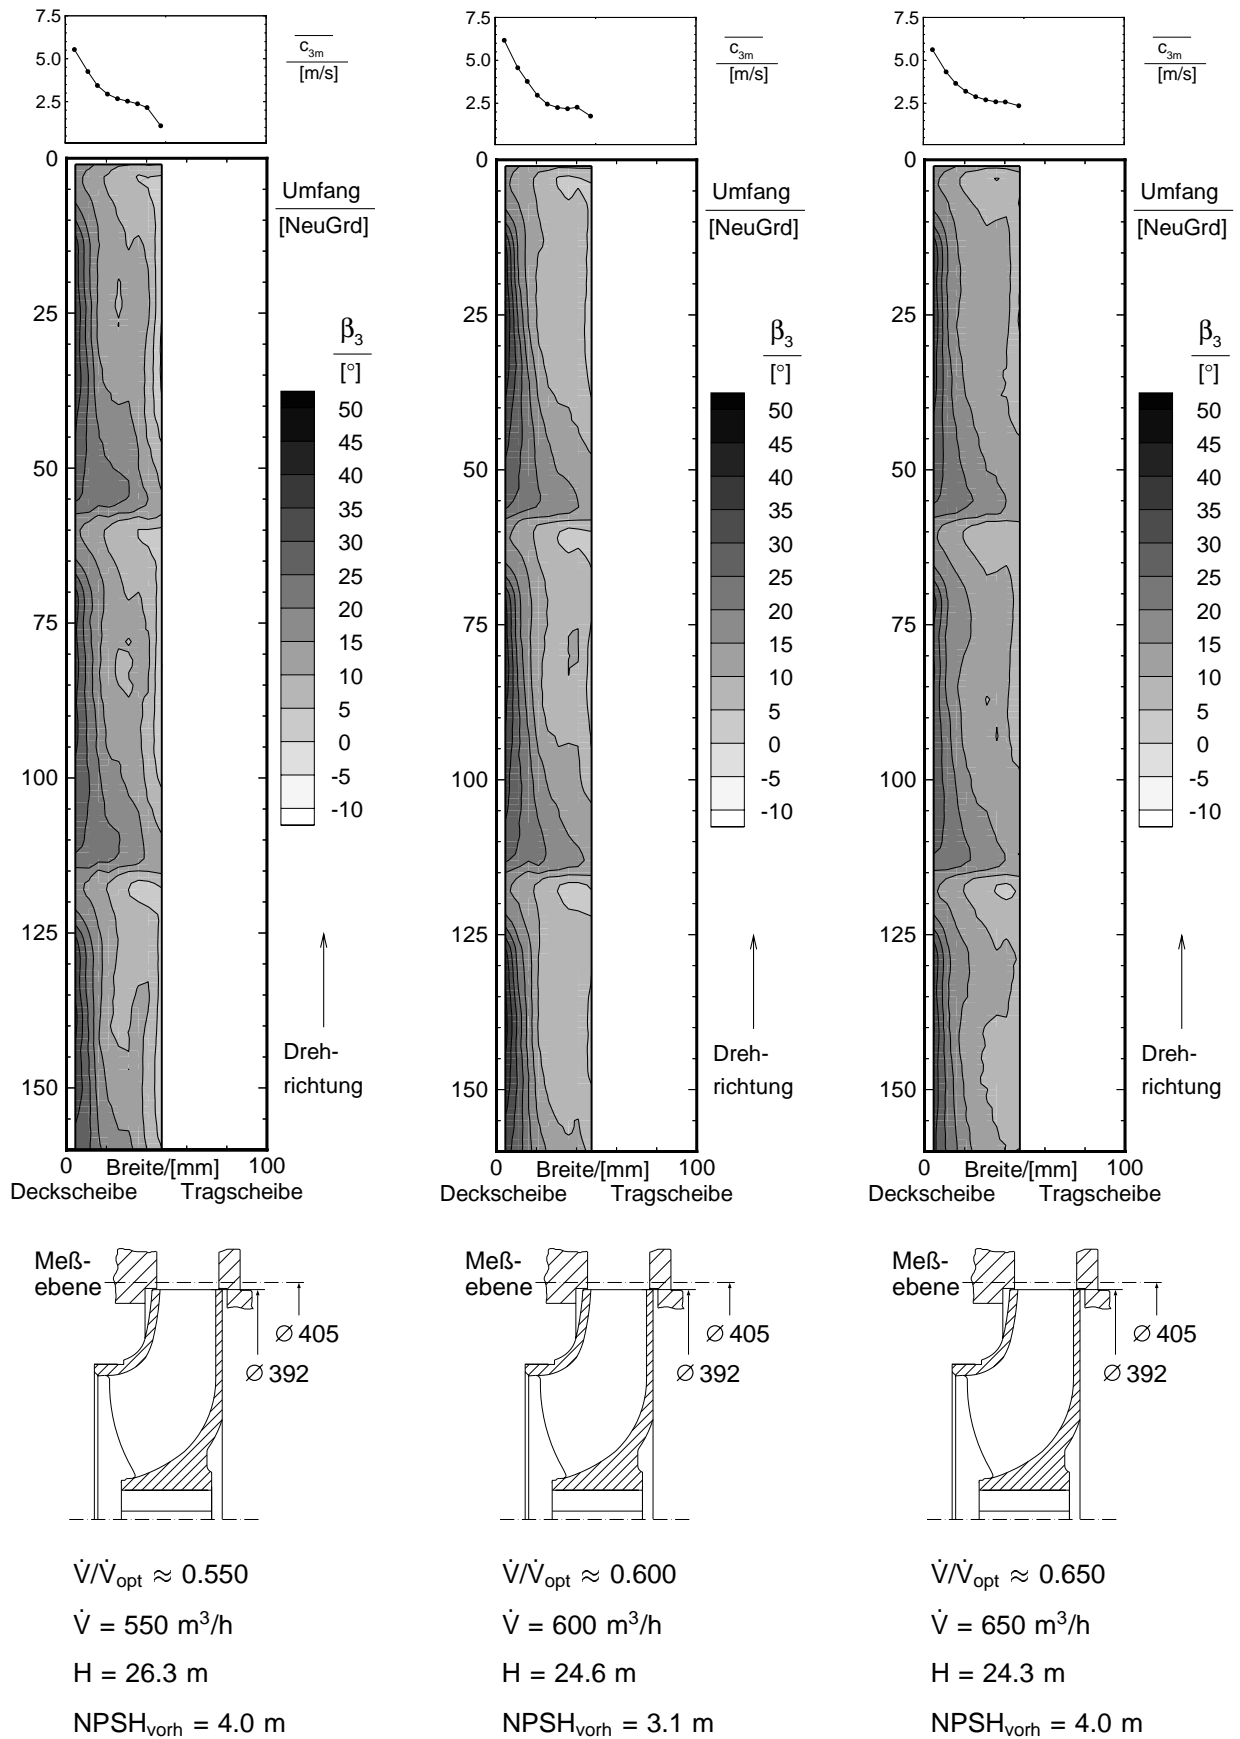 7.5
5.0
2.5
c3m
[m/s]
0
25
50
75
100
125
150
Umfang
[NeuGrd]
β3
[°]
50
45
40
35
30
25
20
15
10
5
0
-5
-10
Dreh-
richtung
0 Breite/[mm] 100
Deckscheibe Tragscheibe
Meß-
ebene
∅ 405
∅ 392
V̇/V̇opt ≈ 0.550
V̇ = 550 m³/h
H = 26.3 m
NPSHvorh = 4.0 m
7.5
5.0
2.5
c3m
[m/s]
0
25
50
75
100
125
150
Umfang
[NeuGrd]
β3
[°]
50
45
40
35
30
25
20
15
10
5
0
-5
-10
Dreh-
richtung
0 Breite/[mm] 100
Deckscheibe Tragscheibe
Meß-
ebene
∅ 405
∅ 392
V̇/V̇opt ≈ 0.600
V̇ = 600 m³/h
H = 24.6 m
NPSHvorh = 3.1 m
7.5
5.0
2.5
c3m
[m/s]
0
25
50
75
100
125
150
Umfang
[NeuGrd]
β3
[°]
50
45
40
35
30
25
20
15
10
5
0
-5
-10
Dreh-
richtung
0 Breite/[mm] 100
Deckscheibe Tragscheibe
Meß-
ebene
∅ 405
∅ 392
V̇/V̇opt ≈ 0.650
V̇ = 650 m³/h
H = 24.3 m
NPSHvorh = 4.0 m